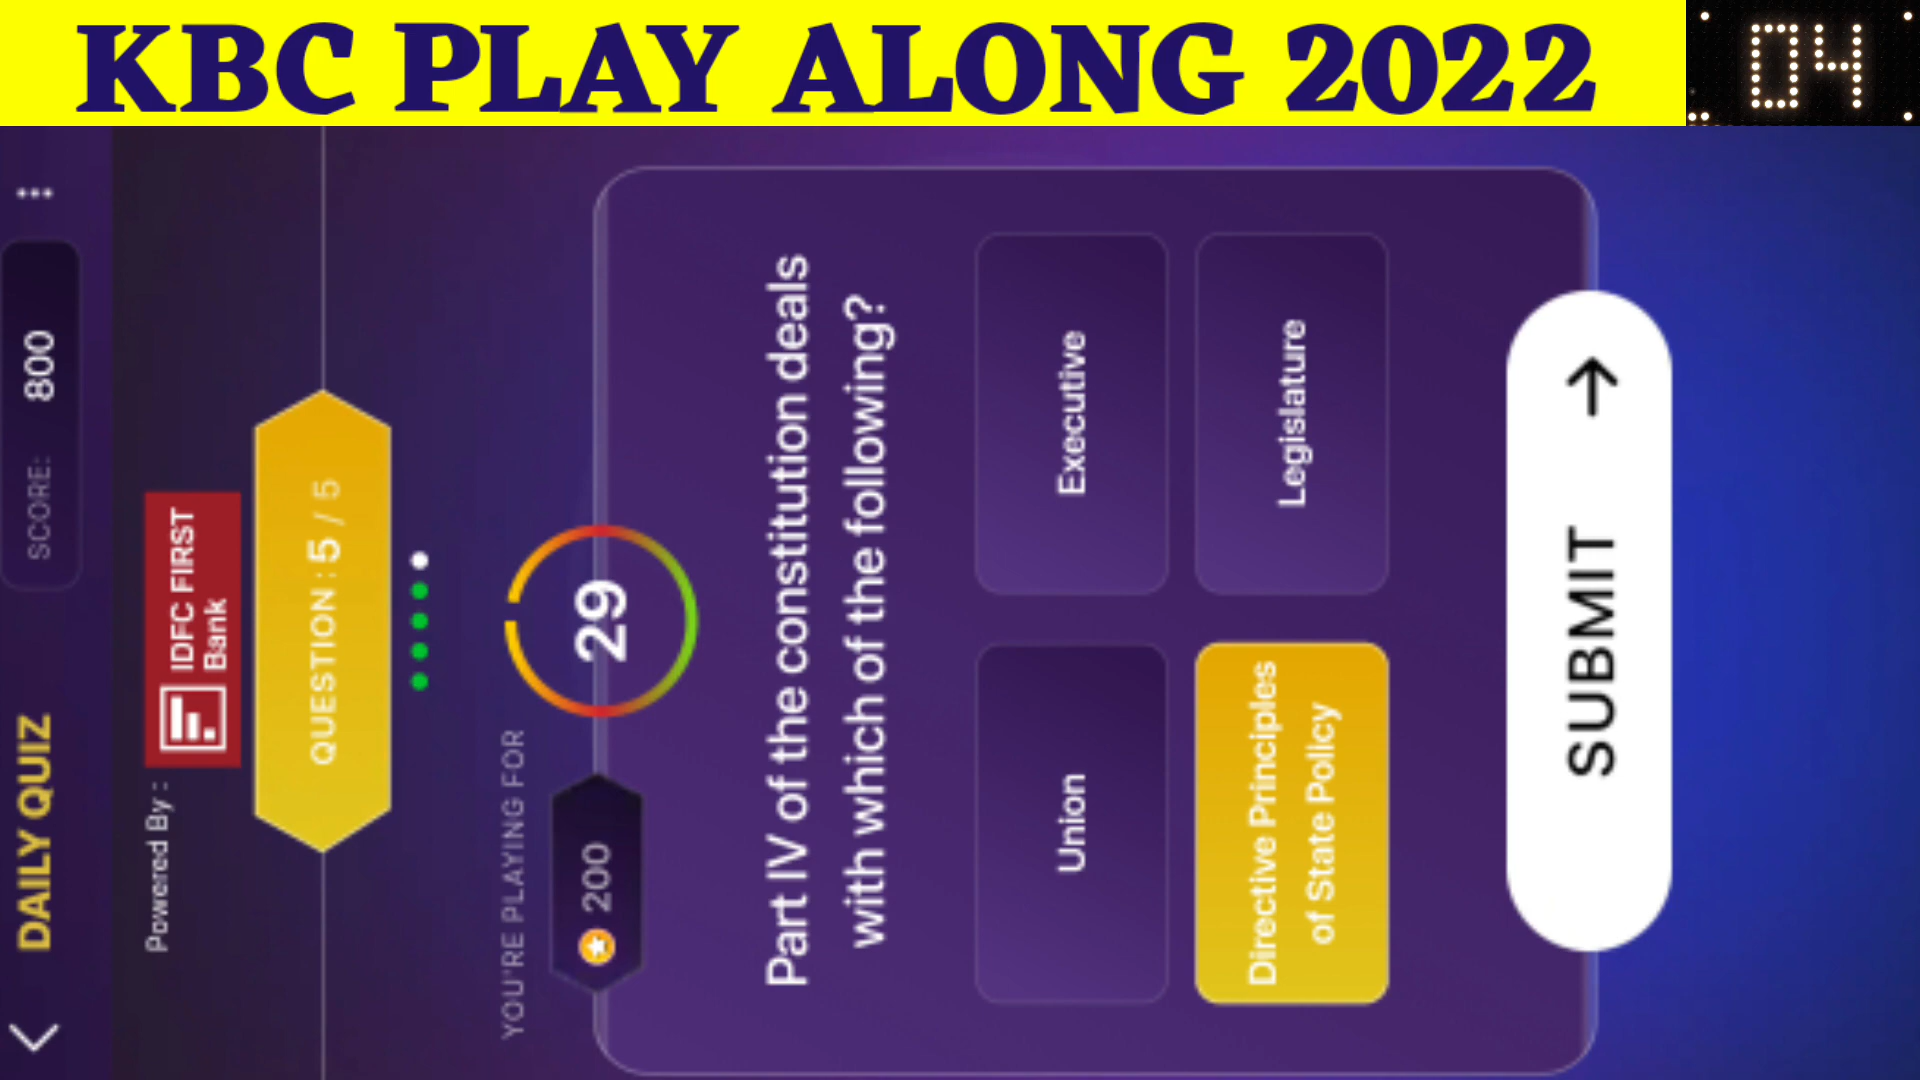 KBC PLAY ALONG 2022
04
DAILY QUIZ
SCORE: 800
Powered By :
IDFC FIRST
Bank
QUESTION : 5 / 5
YOU'RE PLAYING FOR
200
29
Part IV of the constitution deals
with which of the following?
Union
Executive
Directive Principles
of State Policy
Legislature
SUBMIT